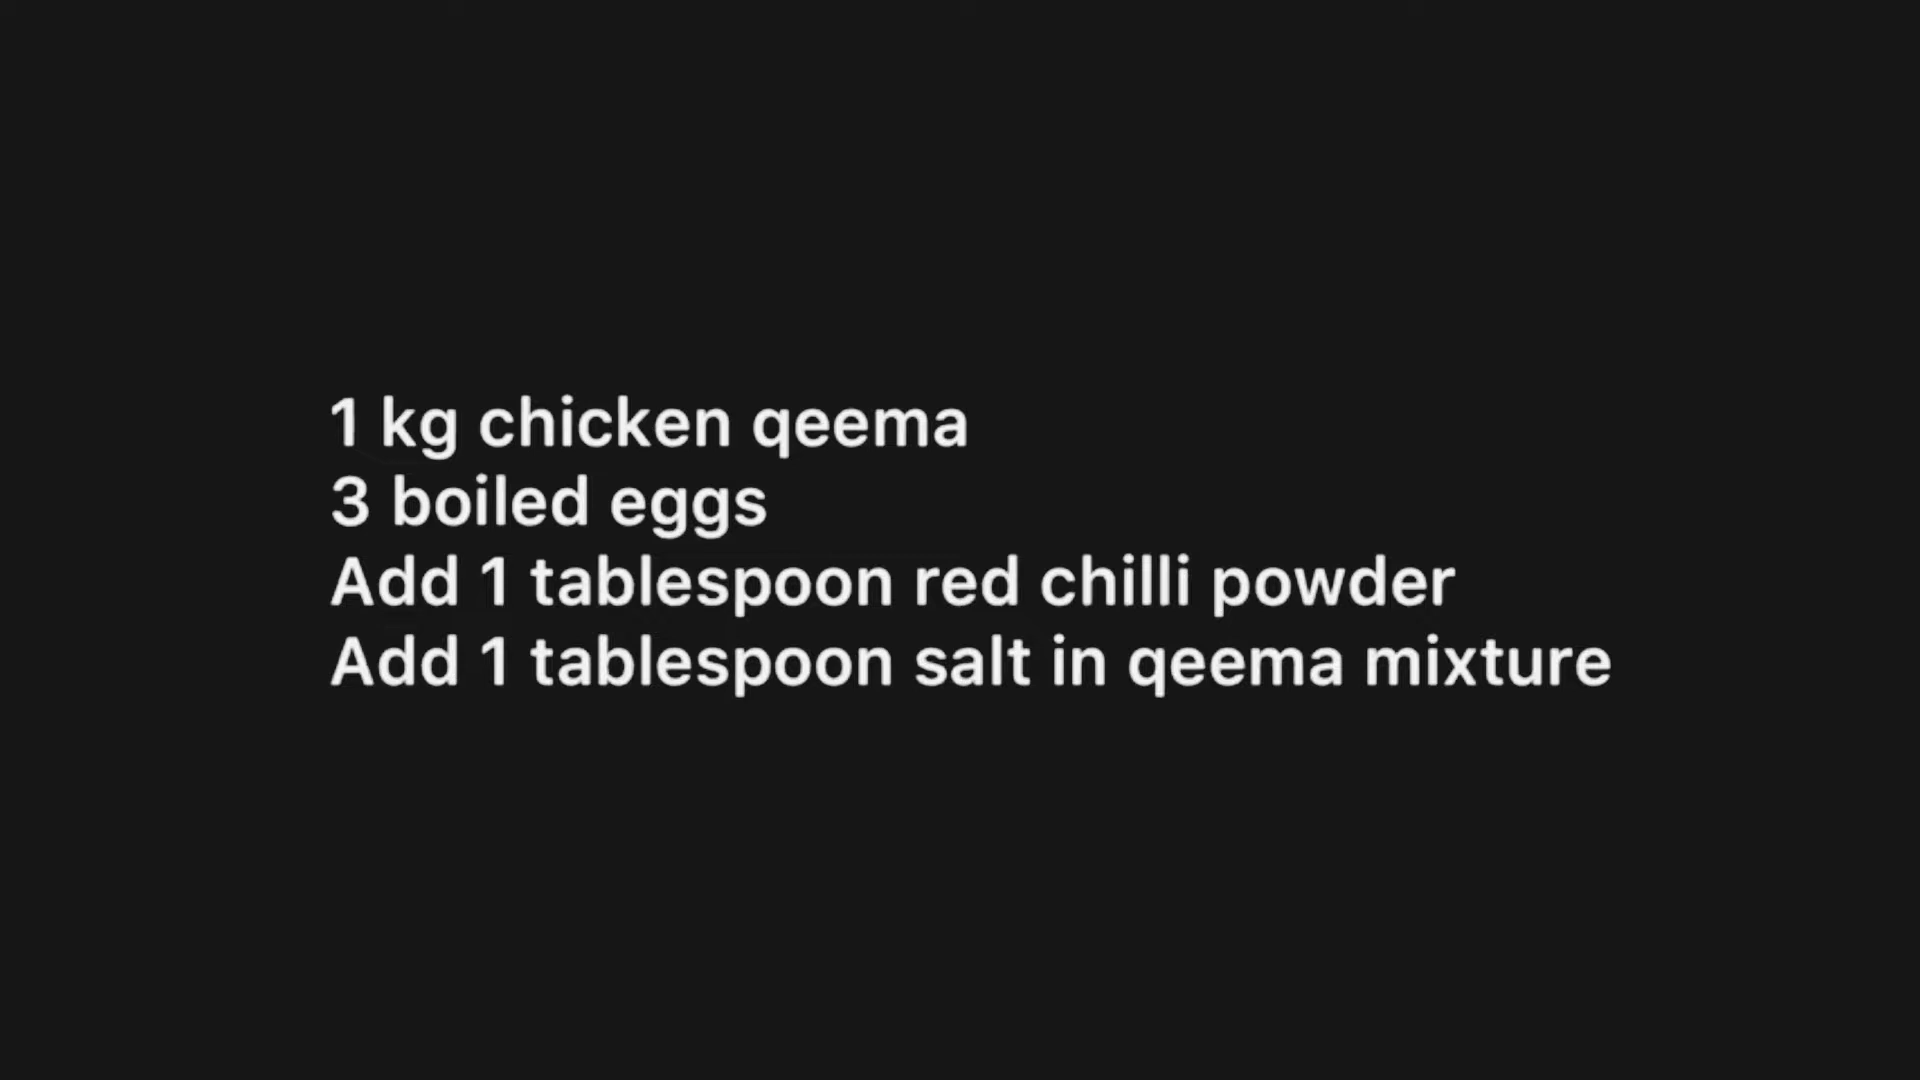 1 kg chicken qeema
3 boiled eggs
Add 1 tablespoon red chilli powder
Add 1 tablespoon salt in qeema mixture